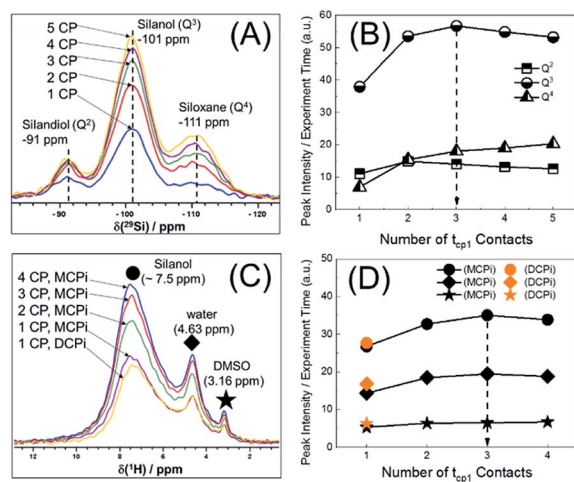 5 CP
4 CP
3 CP
2 CP
1 CP
Silanol (Q³)
-101 ppm
(A)
Silandiol (Q²)
-91 ppm
Siloxane (Q⁴)
-111 ppm
-90 -100 -110 -120
δ(²⁹Si) / ppm
(B)
Peak Intensity / Experiment Time (a.u.)
60
40
20
0
Q²
Q³
Q⁴
1 2 3 4 5
Number of t_cp1 Contacts
(C)
Silanol
(~ 7.5 ppm)
4 CP, MCPi
3 CP, MCPi
2 CP, MCPi
1 CP, MCPi
1 CP, DCPi
water
(4.63 ppm)
DMSO
(3.16 ppm)
12 10 8 6 4 2
δ(¹H) / ppm
(D)
Peak Intensity / Experiment Time (a.u.)
50
40
30
20
10
0
(MCPi) (DCPi)
(MCPi) (DCPi)
(MCPi) (DCPi)
1 2 3 4
Number of t_cp1 Contacts